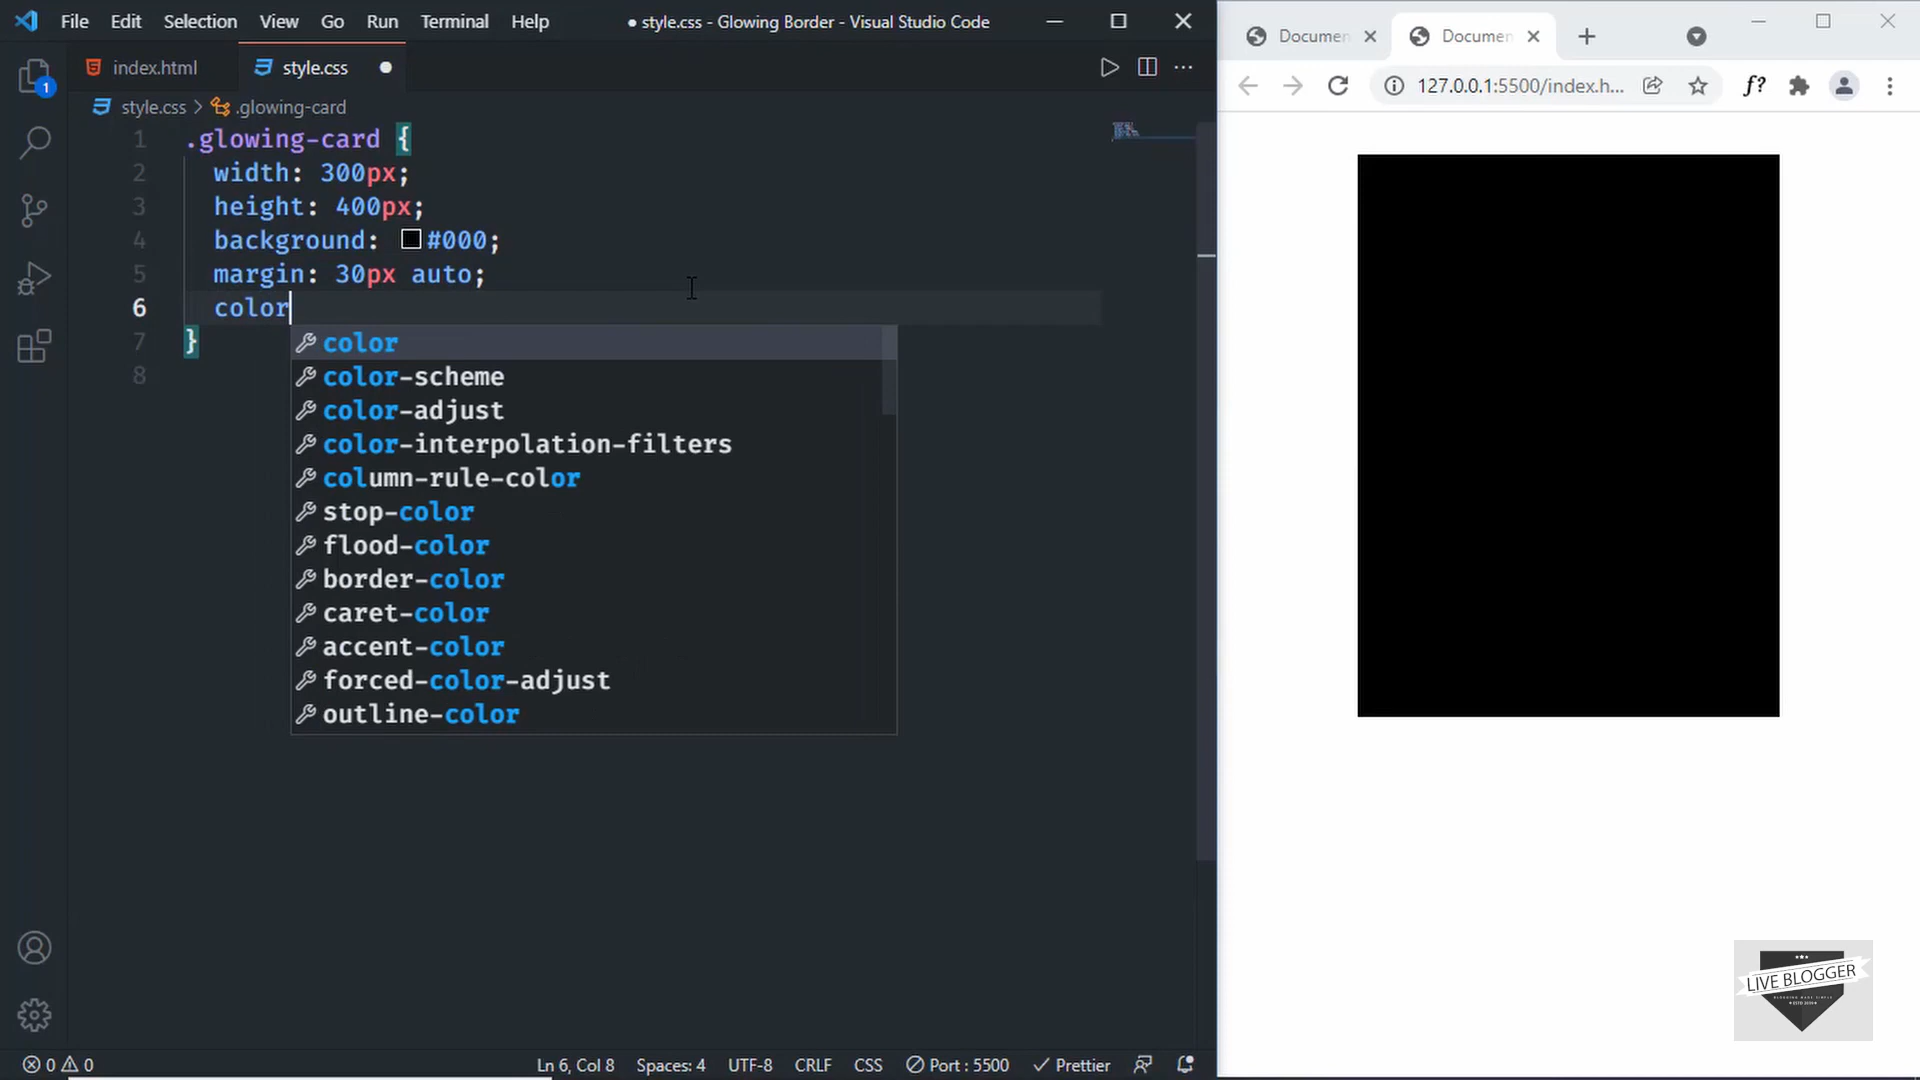 File Edit Selection View Go Run Terminal Help
● style.css - Glowing Border - Visual Studio Code
index.html
style.css ●
style.css > .glowing-card
1 .glowing-card {
2 width: 300px;
3 height: 400px;
4 background: #000;
5 margin: 30px auto;
6 color
7 }
8
color
color-scheme
color-adjust
color-interpolation-filters
column-rule-color
stop-color
flood-color
border-color
caret-color
accent-color
forced-color-adjust
outline-color
1
0 0
Ln 6, Col 8 Spaces: 4 UTF-8 CRLF CSS Port : 5500 Prettier
Documen
Documen
127.0.0.1:5500/index.h...
f?
LIVE BLOGGER